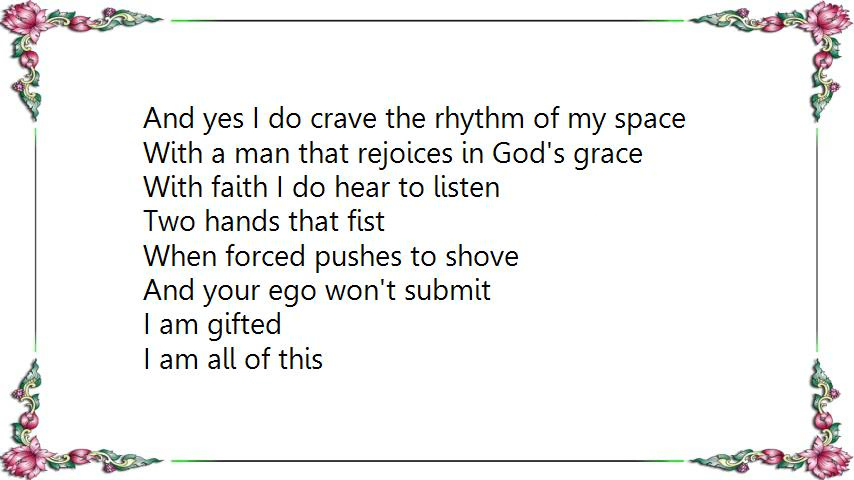 And yes I do crave the rhythm of my space
With a man that rejoices in God's grace
With faith I do hear to listen
Two hands that fist
When forced pushes to shove
And your ego won't submit
I am gifted
I am all of this